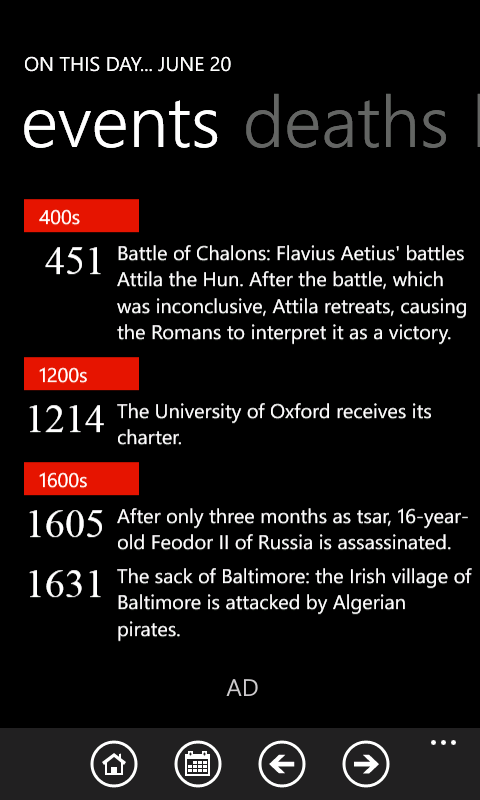 ON THIS DAY... JUNE 20
events deaths
400s
451 Battle of Chalons: Flavius Aetius' battles
Attila the Hun. After the battle, which
was inconclusive, Attila retreats, causing
the Romans to interpret it as a victory.
1200s
1214 The University of Oxford receives its
charter.
1600s
1605 After only three months as tsar, 16-year-
old Feodor II of Russia is assassinated.
1631 The sack of Baltimore: the Irish village of
Baltimore is attacked by Algerian
pirates.
AD